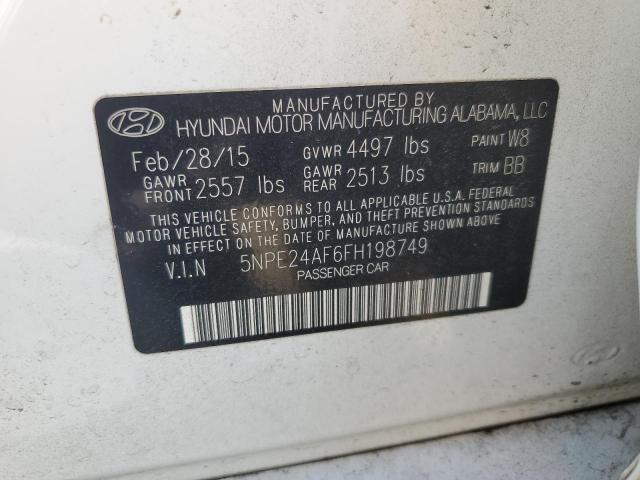 MANUFACTURED BY
HYUNDAI MOTOR MANUFACTURING ALABAMA, LLC
Feb/28/15 GVWR 4497 lbs PAINT W8
GAWR FRONT 2557 lbs GAWR REAR 2513 lbs TRIM BB
THIS VEHICLE CONFORMS TO ALL APPLICABLE U.S.A. FEDERAL
MOTOR VEHICLE SAFETY, BUMPER, AND THEFT PREVENTION STANDARDS
IN EFFECT ON THE DATE OF MANUFACTURE SHOWN ABOVE.
V.I.N 5NPE24AF6FH198749
PASSENGER CAR